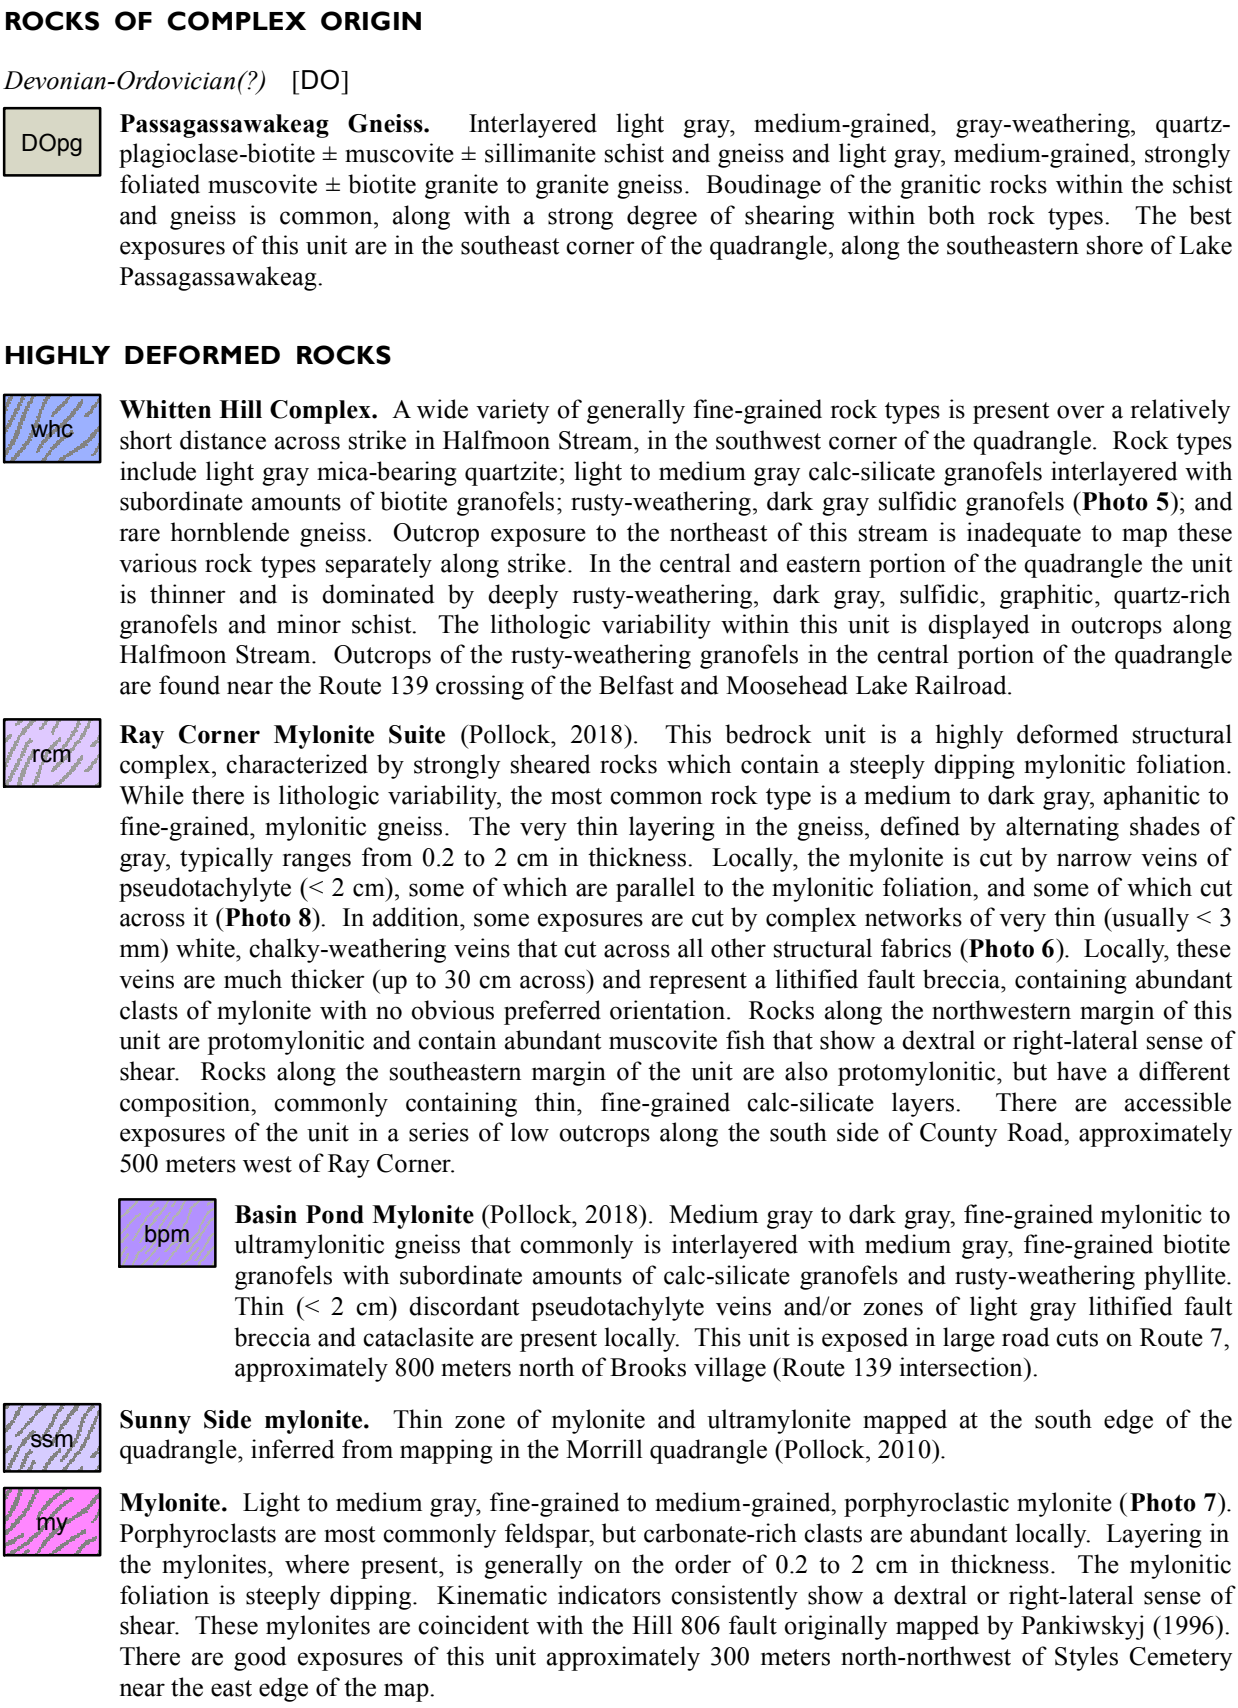 ROCKS OF COMPLEX ORIGIN
Devonian-Ordovician(?) [DO]
DOpg
Passagassawakeag Gneiss. Interlayered light gray, medium-grained, gray-weathering, quartz-
plagioclase-biotite ± muscovite ± sillimanite schist and gneiss and light gray, medium-grained, strongly
foliated muscovite ± biotite granite to granite gneiss. Boudinage of the granitic rocks within the schist
and gneiss is common, along with a strong degree of shearing within both rock types. The best
exposures of this unit are in the southeast corner of the quadrangle, along the southeastern shore of Lake
Passagassawakeag.
HIGHLY DEFORMED ROCKS
whc
Whitten Hill Complex. A wide variety of generally fine-grained rock types is present over a relatively
short distance across strike in Halfmoon Stream, in the southwest corner of the quadrangle. Rock types
include light gray mica-bearing quartzite; light to medium gray calc-silicate granofels interlayered with
subordinate amounts of biotite granofels; rusty-weathering, dark gray sulfidic granofels (Photo 5); and
rare hornblende gneiss. Outcrop exposure to the northeast of this stream is inadequate to map these
various rock types separately along strike. In the central and eastern portion of the quadrangle the unit
is thinner and is dominated by deeply rusty-weathering, dark gray, sulfidic, graphitic, quartz-rich
granofels and minor schist. The lithologic variability within this unit is displayed in outcrops along
Halfmoon Stream. Outcrops of the rusty-weathering granofels in the central portion of the quadrangle
are found near the Route 139 crossing of the Belfast and Moosehead Lake Railroad.
rcm
Ray Corner Mylonite Suite (Pollock, 2018). This bedrock unit is a highly deformed structural
complex, characterized by strongly sheared rocks which contain a steeply dipping mylonitic foliation.
While there is lithologic variability, the most common rock type is a medium to dark gray, aphanitic to
fine-grained, mylonitic gneiss. The very thin layering in the gneiss, defined by alternating shades of
gray, typically ranges from 0.2 to 2 cm in thickness. Locally, the mylonite is cut by narrow veins of
pseudotachylyte (< 2 cm), some of which are parallel to the mylonitic foliation, and some of which cut
across it (Photo 8). In addition, some exposures are cut by complex networks of very thin (usually < 3
mm) white, chalky-weathering veins that cut across all other structural fabrics (Photo 6). Locally, these
veins are much thicker (up to 30 cm across) and represent a lithified fault breccia, containing abundant
clasts of mylonite with no obvious preferred orientation. Rocks along the northwestern margin of this
unit are protomylonitic and contain abundant muscovite fish that show a dextral or right-lateral sense of
shear. Rocks along the southeastern margin of the unit are also protomylonitic, but have a different
composition, commonly containing thin, fine-grained calc-silicate layers. There are accessible
exposures of the unit in a series of low outcrops along the south side of County Road, approximately
500 meters west of Ray Corner.
bpm
Basin Pond Mylonite (Pollock, 2018). Medium gray to dark gray, fine-grained mylonitic to
ultramylonitic gneiss that commonly is interlayered with medium gray, fine-grained biotite
granofels with subordinate amounts of calc-silicate granofels and rusty-weathering phyllite.
Thin (< 2 cm) discordant pseudotachylyte veins and/or zones of light gray lithified fault
breccia and cataclasite are present locally. This unit is exposed in large road cuts on Route 7,
approximately 800 meters north of Brooks village (Route 139 intersection).
ssm
Sunny Side mylonite. Thin zone of mylonite and ultramylonite mapped at the south edge of the
quadrangle, inferred from mapping in the Morrill quadrangle (Pollock, 2010).
my
Mylonite. Light to medium gray, fine-grained to medium-grained, porphyroclastic mylonite (Photo 7).
Porphyroclasts are most commonly feldspar, but carbonate-rich clasts are abundant locally. Layering in
the mylonites, where present, is generally on the order of 0.2 to 2 cm in thickness. The mylonitic
foliation is steeply dipping. Kinematic indicators consistently show a dextral or right-lateral sense of
shear. These mylonites are coincident with the Hill 806 fault originally mapped by Pankiwskyj (1996).
There are good exposures of this unit approximately 300 meters north-northwest of Styles Cemetery
near the east edge of the map.